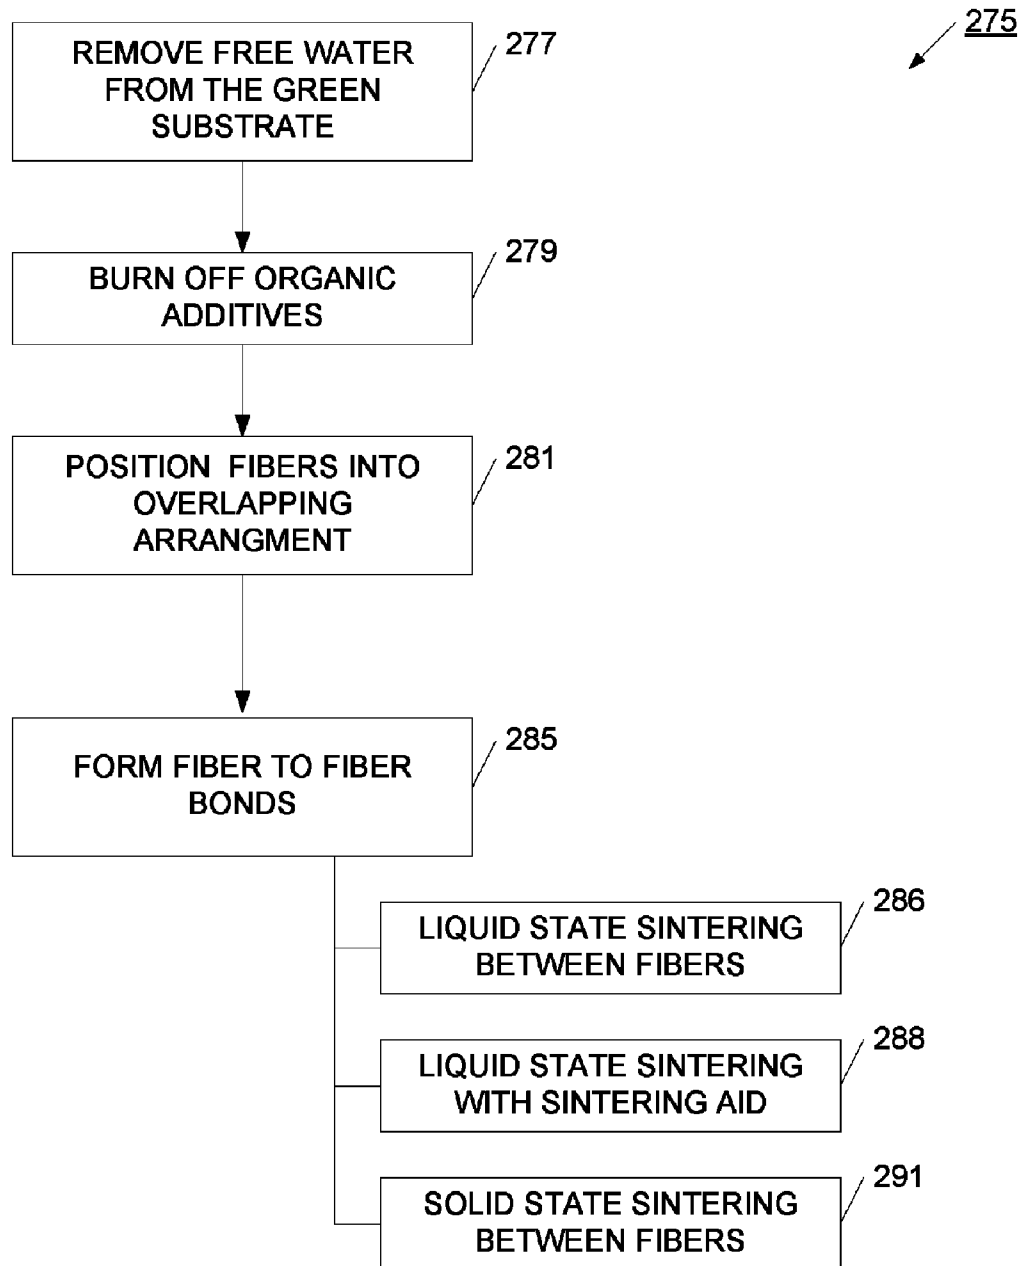 275
REMOVE FREE WATER
FROM THE GREEN
SUBSTRATE
277
BURN OFF ORGANIC
ADDITIVES
279
POSITION FIBERS INTO
OVERLAPPING
ARRANGMENT
281
FORM FIBER TO FIBER
BONDS
285
LIQUID STATE SINTERING
BETWEEN FIBERS
286
LIQUID STATE SINTERING
WITH SINTERING AID
288
SOLID STATE SINTERING
BETWEEN FIBERS
291